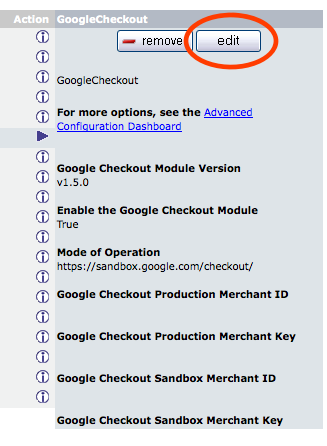 Action GoogleCheckout
remove edit
GoogleCheckout
For more options, see the Advanced
Configuration Dashboard
Google Checkout Module Version
v1.5.0
Enable the Google Checkout Module
True
Mode of Operation
https://sandbox.google.com/checkout/
Google Checkout Production Merchant ID
Google Checkout Production Merchant Key
Google Checkout Sandbox Merchant ID
Google Checkout Sandbox Merchant Key